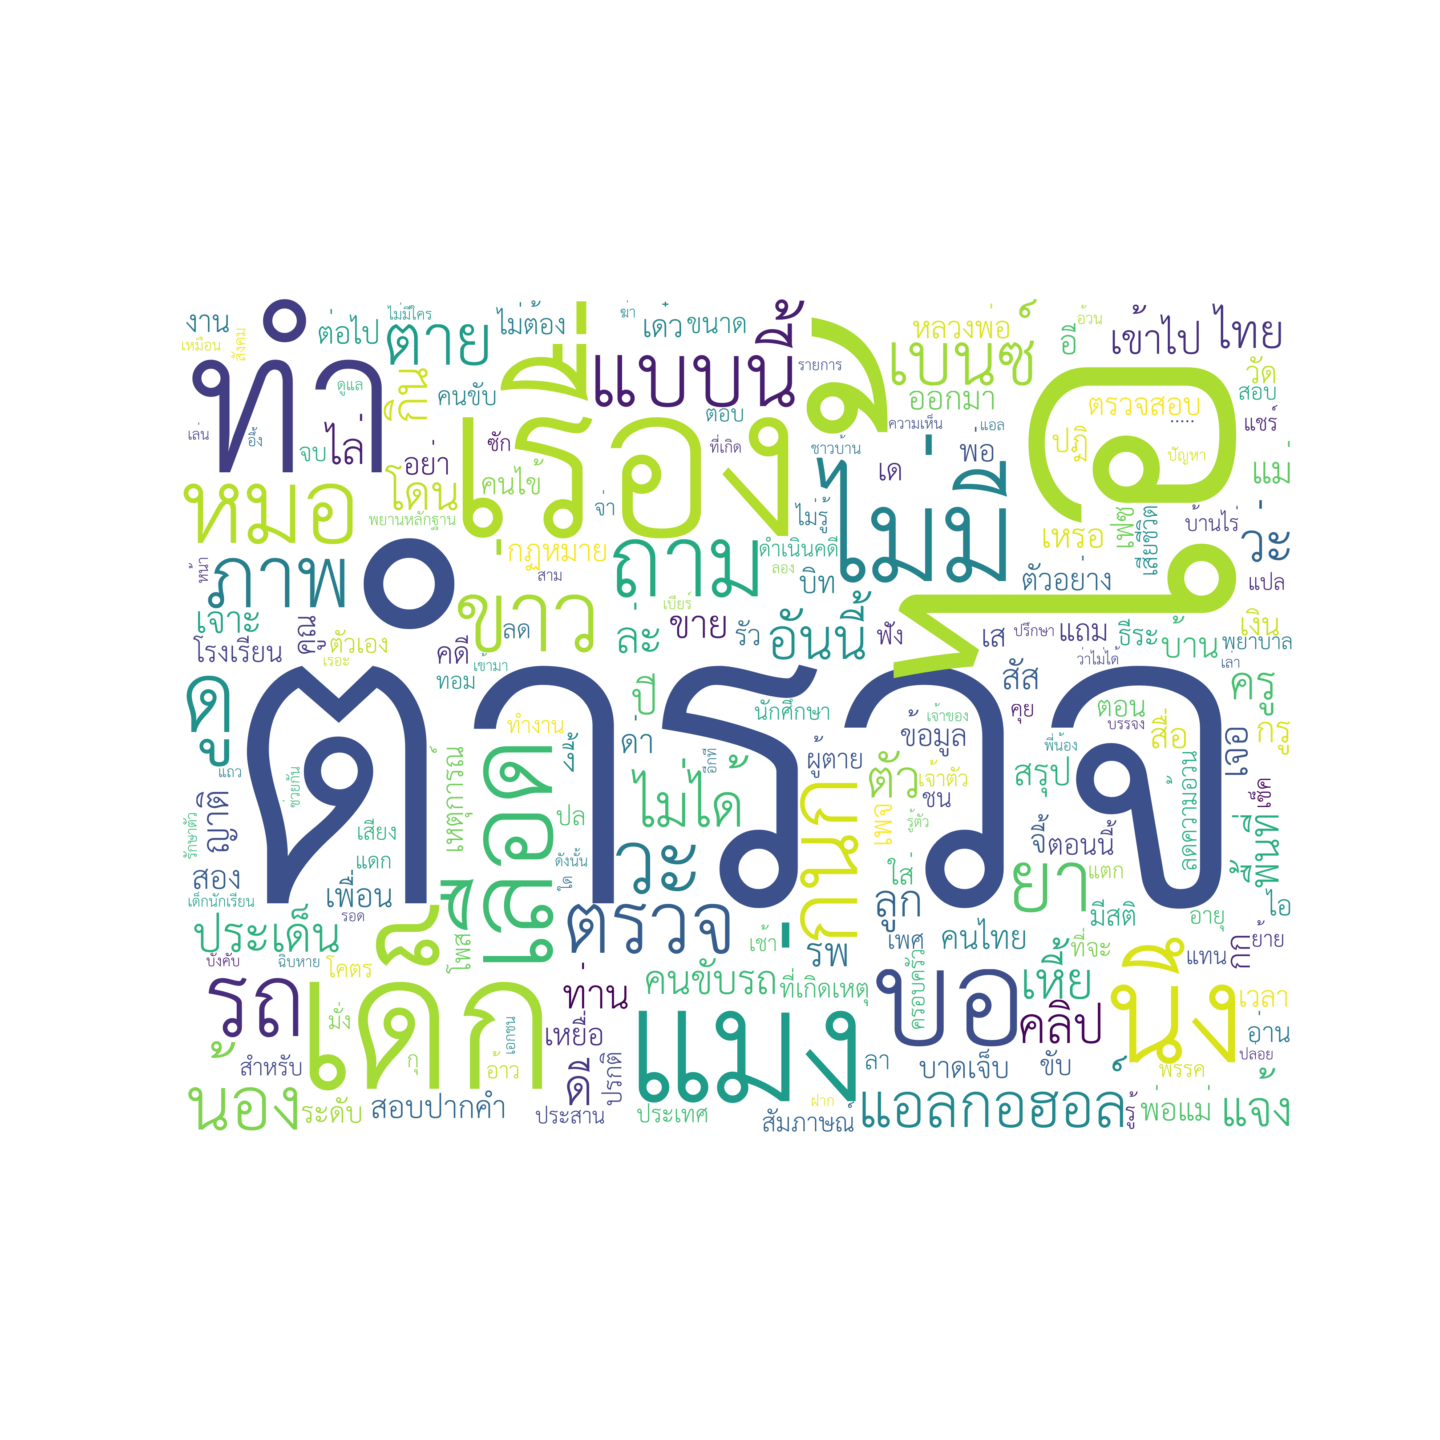 ตำรวจ
ที่
คือ
เรื่อง
ทำ
ไม่มี
เด็ก
แม่ง
ขอ
นึง
เลือด
หมอ
ภาพ
ข่าว
ถาม
แบบนี้
เบนซ์
ตาย
กิน
โดน
ไล่
งาน
เหมือน
สังคม
ต่อไป
ไม่มีใคร
ไม่ต้อง
ฆ่า
เดี๋ยว
ขนาด
หลวงพ่อ
อ้วน
อี
เข้าไป
ไทย
วัด
สอบ
แชร์
ดูแล
คนขับ
รายการ
ออกมา
ตรวจสอบ
.....
เล่น
อึ้ง
จบ
อย่า
ซัก
ตอบ
ที่เกิด
ความเห็น
แอล
ชาวบ้าน
พ่อ
ปฏิ
ปัญหา
แม่
คนไข้
จ่า
ไม่รู้
เด
พยานหลักฐาน
กฏหมาย
ดำเนินคดี
เหรอ
เฟซ
เสียชีวิต
บ้านไร่
ว่ะ
หน้า
สาม
ลอง
บิท
ตัวอย่าง
แปล
เจาะ
คุณ
ตัวเอง
ลด
เบียร์
ล่ะ
ขาย
รัว
อันนี้
ฟัง
เส
ปรึกษา
แถม
ธีระ
บ้าน
เงิน
พยาบาล
โรงเรียน
เรอะ
คดี
เข้ามา
ทอม
ว่าไม่ได้
เล่า
ดู
ปี
นักศึกษา
สัส
คุย
ตอน
ครู
ทำงาน
ด่า
ข้อมูล
เจ้าของ
บรรจง
สื่อ
กรู
เจอ
แถว
ช่วยกัน
เหตุการณ์
งี้
อีกที
ผู้ตาย
ตัว
เจ้าตัว
พี่น้อง
สรุป
ญาติ
ไม่ได้
ชน
เช็ค
รักษาตัว
เสียง
ปล
กนก
เพจ
รู้ตัว
จี้
ตอนนี้
ลดความอ้วน
พื้นที่
แดก
วะ
ดังนั้น
ใส่
ยา
แตก
สอง
เพื่อน
ใด
เด็กนักเรียน
รอด
ตรวจ
ลูก
มีสติ
อายุ
ไอ
ประเด็น
โพส
เช้า
รพ
เพศ
คนไทย
ที่จะ
กก
ย้าย
บังคับ
ฉิบหาย
โคตร
ท่าน
คนขับรถ
ที่เกิดเหตุ
ครอบครัว
เหี้ย
แทน
รถ
มั่ง
เอกชน
เหยื่อ
คลิป
เวลา
อ่าน
ปลอย
สำหรับ
กุ
อ้าว
ดี
ปรกติ
ลา
บาดเจ็บ
ขับ
พรรค
น้อง
ระดับ
สอบปากคำ
ประสาน
ประเทศ
ฝาก
สัมภาษณ์
แอลกอฮอล์
รู้
พ่อแม่
แจ้ง